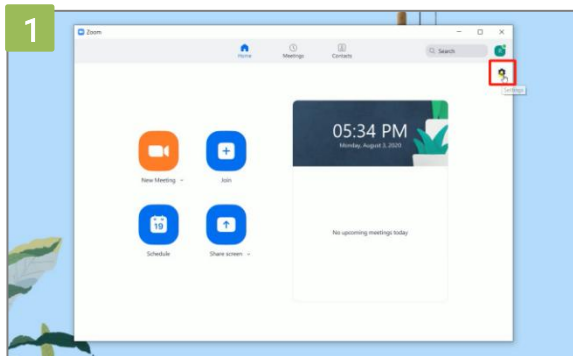 1
Zoom
Home
Meetings
Contacts
Search
Settings
05:34 PM
Monday, August 3, 2020
New Meeting
Join
19
Schedule
Share screen
No upcoming meetings today